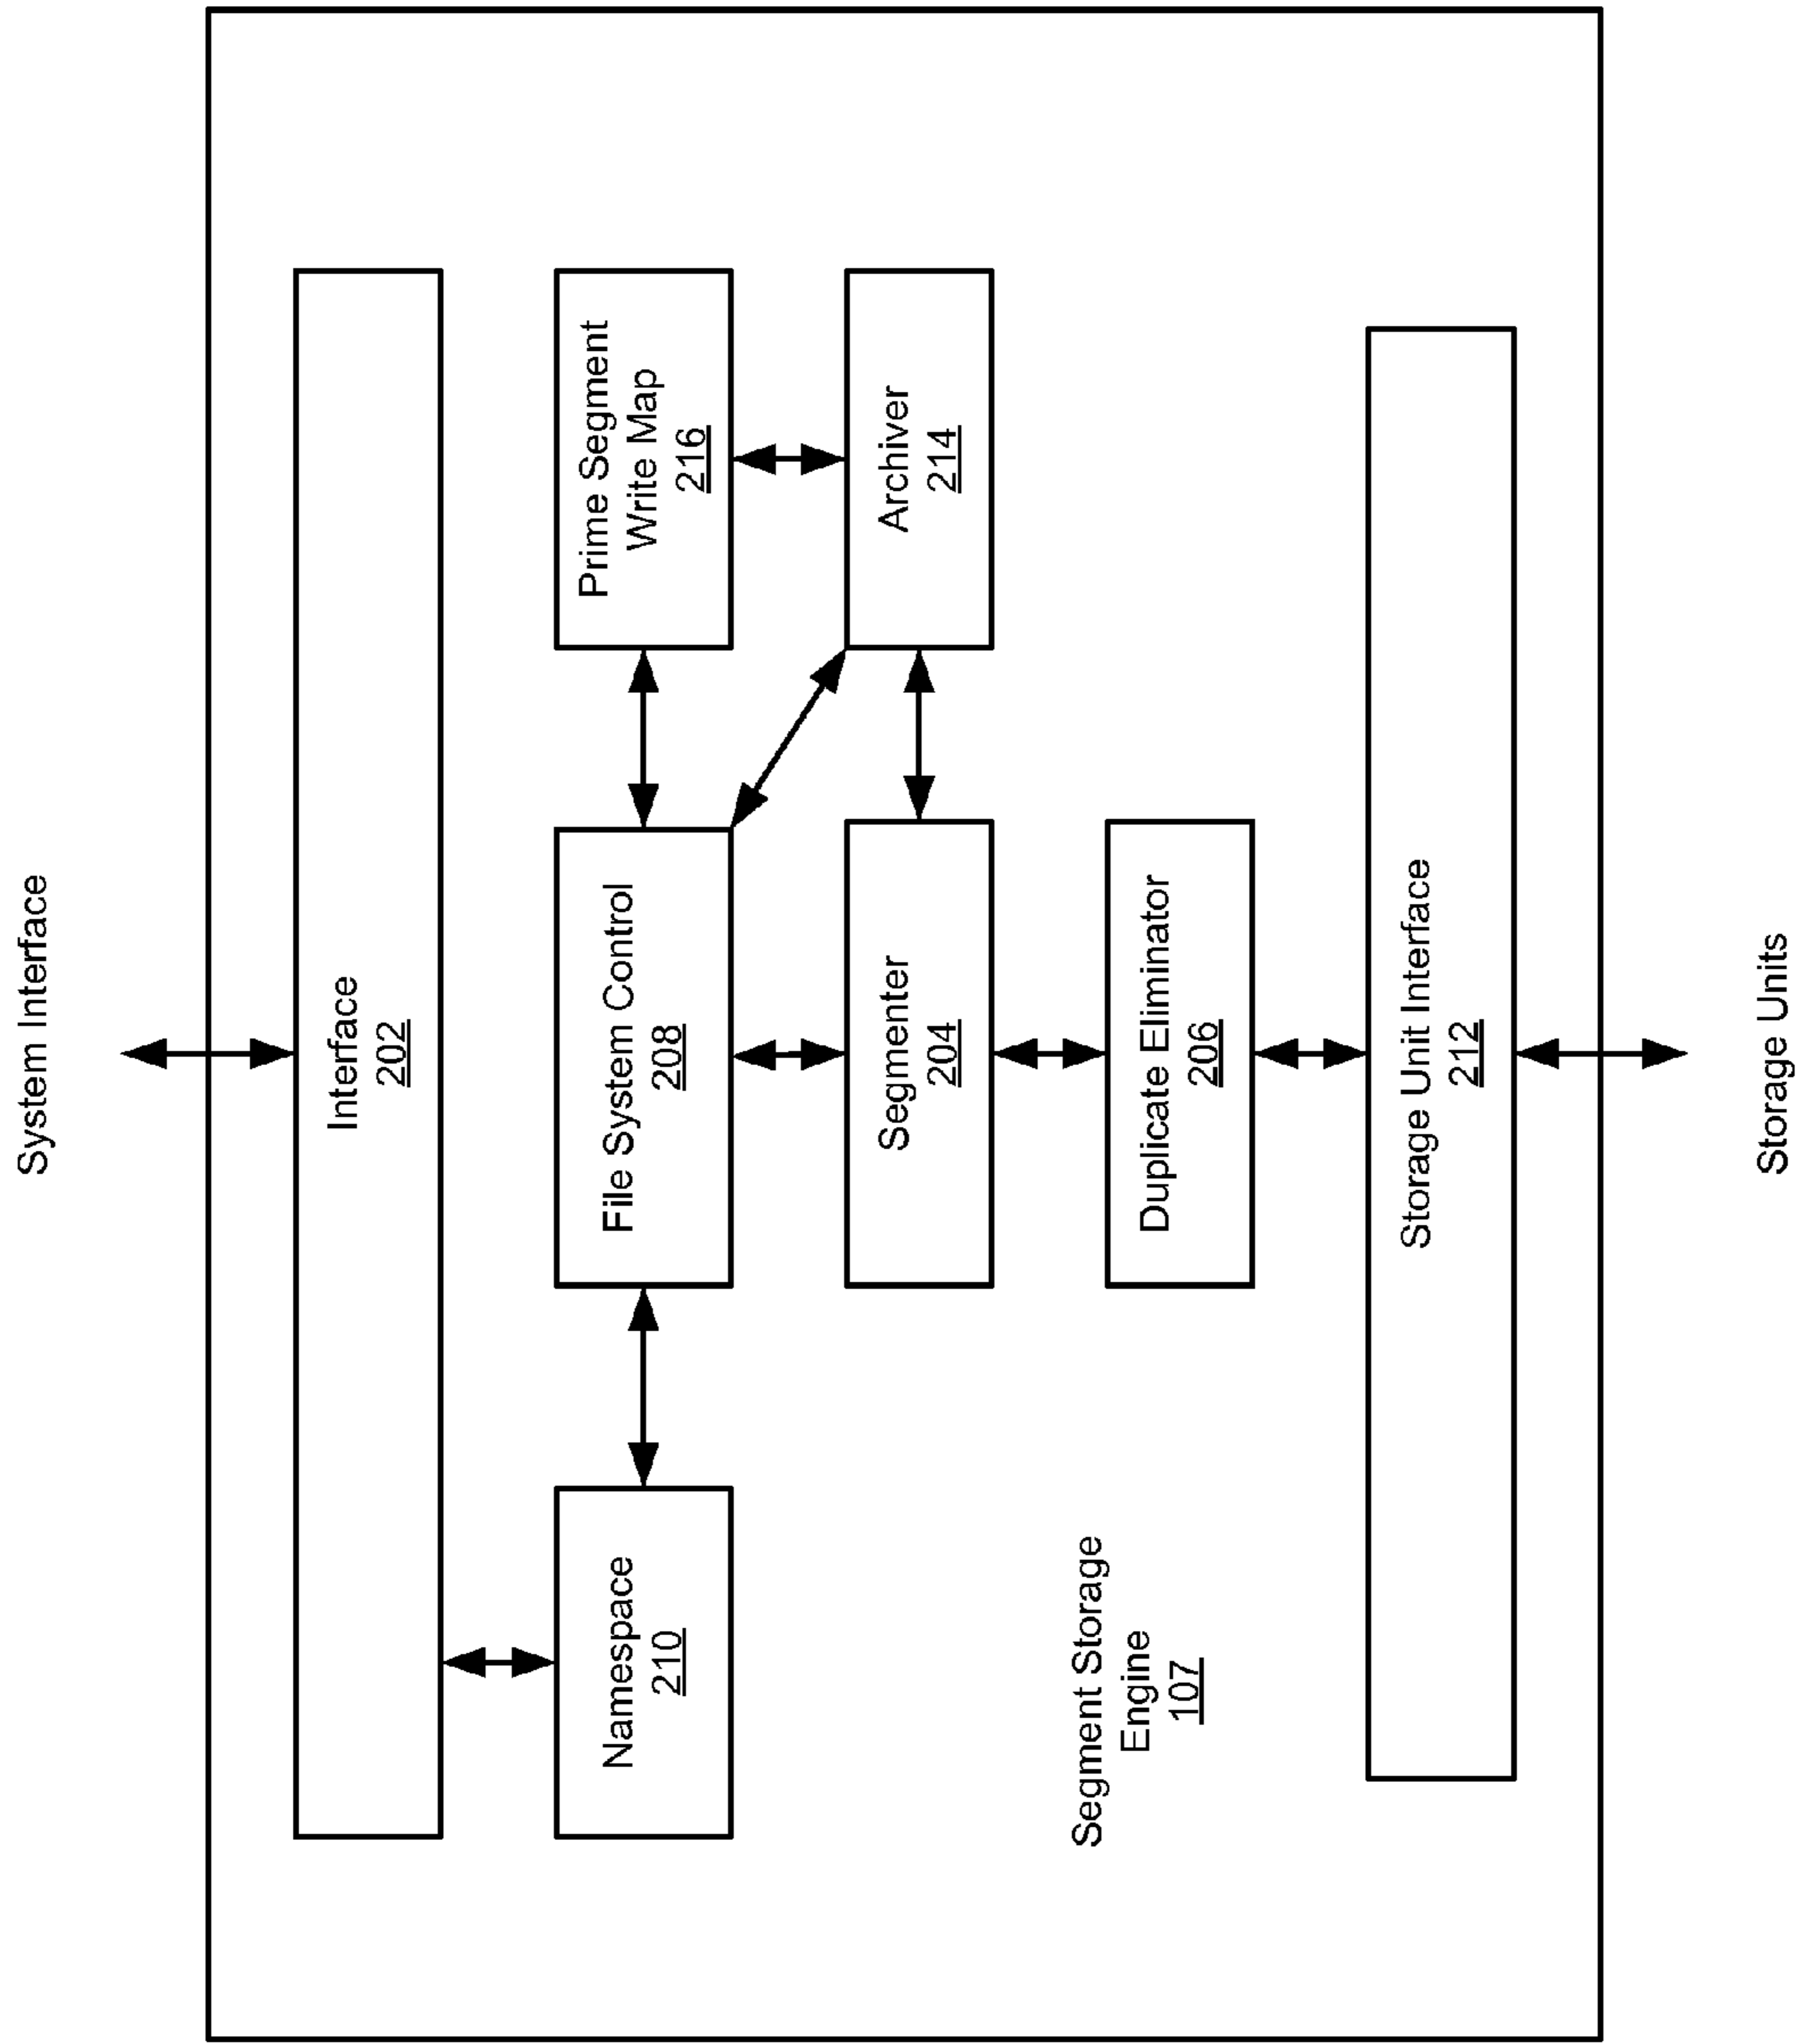 System Interface
Interface
202
Namespace
210
File System Control
208
Prime Segment
Write Map
216
Segmenter
204
Archiver
214
Segment Storage
Engine
107
Duplicate Eliminator
206
Storage Unit Interface
212
Storage Units